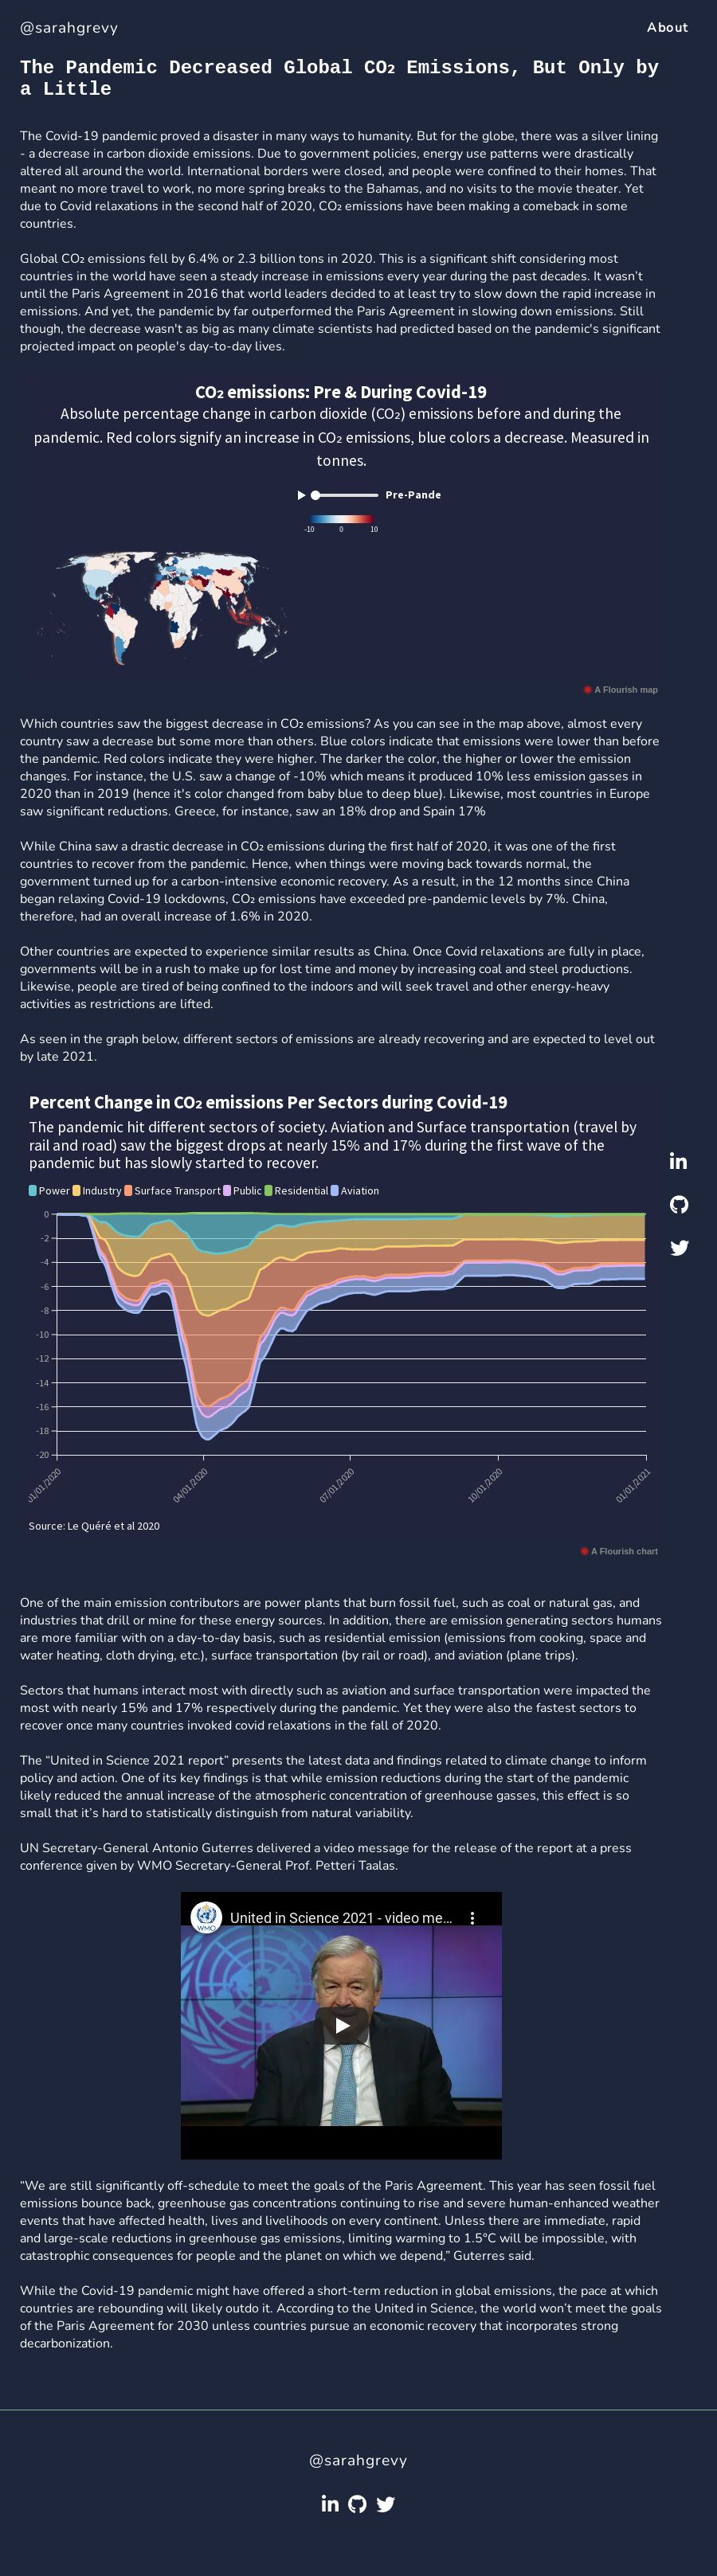 @sarahgrevy
About
The Pandemic Decreased Global CO₂ Emissions, But Only by
a Little
The Covid-19 pandemic proved a disaster in many ways to humanity. But for the globe, there was a silver lining
- a decrease in carbon dioxide emissions. Due to government policies, energy use patterns were drastically
altered all around the world. International borders were closed, and people were confined to their homes. That
meant no more travel to work, no more spring breaks to the Bahamas, and no visits to the movie theater. Yet
due to Covid relaxations in the second half of 2020, CO₂ emissions have been making a comeback in some
countries.
Global CO₂ emissions fell by 6.4% or 2.3 billion tons in 2020. This is a significant shift considering most
countries in the world have seen a steady increase in emissions every year during the past decades. It wasn’t
until the Paris Agreement in 2016 that world leaders decided to at least try to slow down the rapid increase in
emissions. And yet, the pandemic by far outperformed the Paris Agreement in slowing down emissions. Still
though, the decrease wasn't as big as many climate scientists had predicted based on the pandemic's significant
projected impact on people's day-to-day lives.
CO₂ emissions: Pre & During Covid-19
Absolute percentage change in carbon dioxide (CO₂) emissions before and during the
pandemic. Red colors signify an increase in CO₂ emissions, blue colors a decrease. Measured in
tonnes.
Pre-Pande
-10 0 10
A Flourish map
Which countries saw the biggest decrease in CO₂ emissions? As you can see in the map above, almost every
country saw a decrease but some more than others. Blue colors indicate that emissions were lower than before
the pandemic. Red colors indicate they were higher. The darker the color, the higher or lower the emission
changes. For instance, the U.S. saw a change of -10% which means it produced 10% less emission gasses in
2020 than in 2019 (hence it's color changed from baby blue to deep blue). Likewise, most countries in Europe
saw significant reductions. Greece, for instance, saw an 18% drop and Spain 17%
While China saw a drastic decrease in CO₂ emissions during the first half of 2020, it was one of the first
countries to recover from the pandemic. Hence, when things were moving back towards normal, the
government turned up for a carbon-intensive economic recovery. As a result, in the 12 months since China
began relaxing Covid-19 lockdowns, CO₂ emissions have exceeded pre-pandemic levels by 7%. China,
therefore, had an overall increase of 1.6% in 2020.
Other countries are expected to experience similar results as China. Once Covid relaxations are fully in place,
governments will be in a rush to make up for lost time and money by increasing coal and steel productions.
Likewise, people are tired of being confined to the indoors and will seek travel and other energy-heavy
activities as restrictions are lifted.
As seen in the graph below, different sectors of emissions are already recovering and are expected to level out
by late 2021.
Percent Change in CO₂ emissions Per Sectors during Covid-19
The pandemic hit different sectors of society. Aviation and Surface transportation (travel by
rail and road) saw the biggest drops at nearly 15% and 17% during the first wave of the
pandemic but has slowly started to recover.
Power Industry Surface Transport Public Residential Aviation
0
-2
-4
-6
-8
-10
-12
-14
-16
-18
-20
01/01/2020 04/01/2020 07/01/2020 10/01/2020 01/01/2021
Source: Le Quéré et al 2020
A Flourish chart
One of the main emission contributors are power plants that burn fossil fuel, such as coal or natural gas, and
industries that drill or mine for these energy sources. In addition, there are emission generating sectors humans
are more familiar with on a day-to-day basis, such as residential emission (emissions from cooking, space and
water heating, cloth drying, etc.), surface transportation (by rail or road), and aviation (plane trips).
Sectors that humans interact most with directly such as aviation and surface transportation were impacted the
most with nearly 15% and 17% respectively during the pandemic. Yet they were also the fastest sectors to
recover once many countries invoked covid relaxations in the fall of 2020.
The “United in Science 2021 report” presents the latest data and findings related to climate change to inform
policy and action. One of its key findings is that while emission reductions during the start of the pandemic
likely reduced the annual increase of the atmospheric concentration of greenhouse gasses, this effect is so
small that it’s hard to statistically distinguish from natural variability.
UN Secretary-General Antonio Guterres delivered a video message for the release of the report at a press
conference given by WMO Secretary-General Prof. Petteri Taalas.
WMO
United in Science 2021 - video me...
“We are still significantly off-schedule to meet the goals of the Paris Agreement. This year has seen fossil fuel
emissions bounce back, greenhouse gas concentrations continuing to rise and severe human-enhanced weather
events that have affected health, lives and livelihoods on every continent. Unless there are immediate, rapid
and large-scale reductions in greenhouse gas emissions, limiting warming to 1.5°C will be impossible, with
catastrophic consequences for people and the planet on which we depend,” Guterres said.
While the Covid-19 pandemic might have offered a short-term reduction in global emissions, the pace at which
countries are rebounding will likely outdo it. According to the United in Science, the world won’t meet the goals
of the Paris Agreement for 2030 unless countries pursue an economic recovery that incorporates strong
decarbonization.
@sarahgrevy